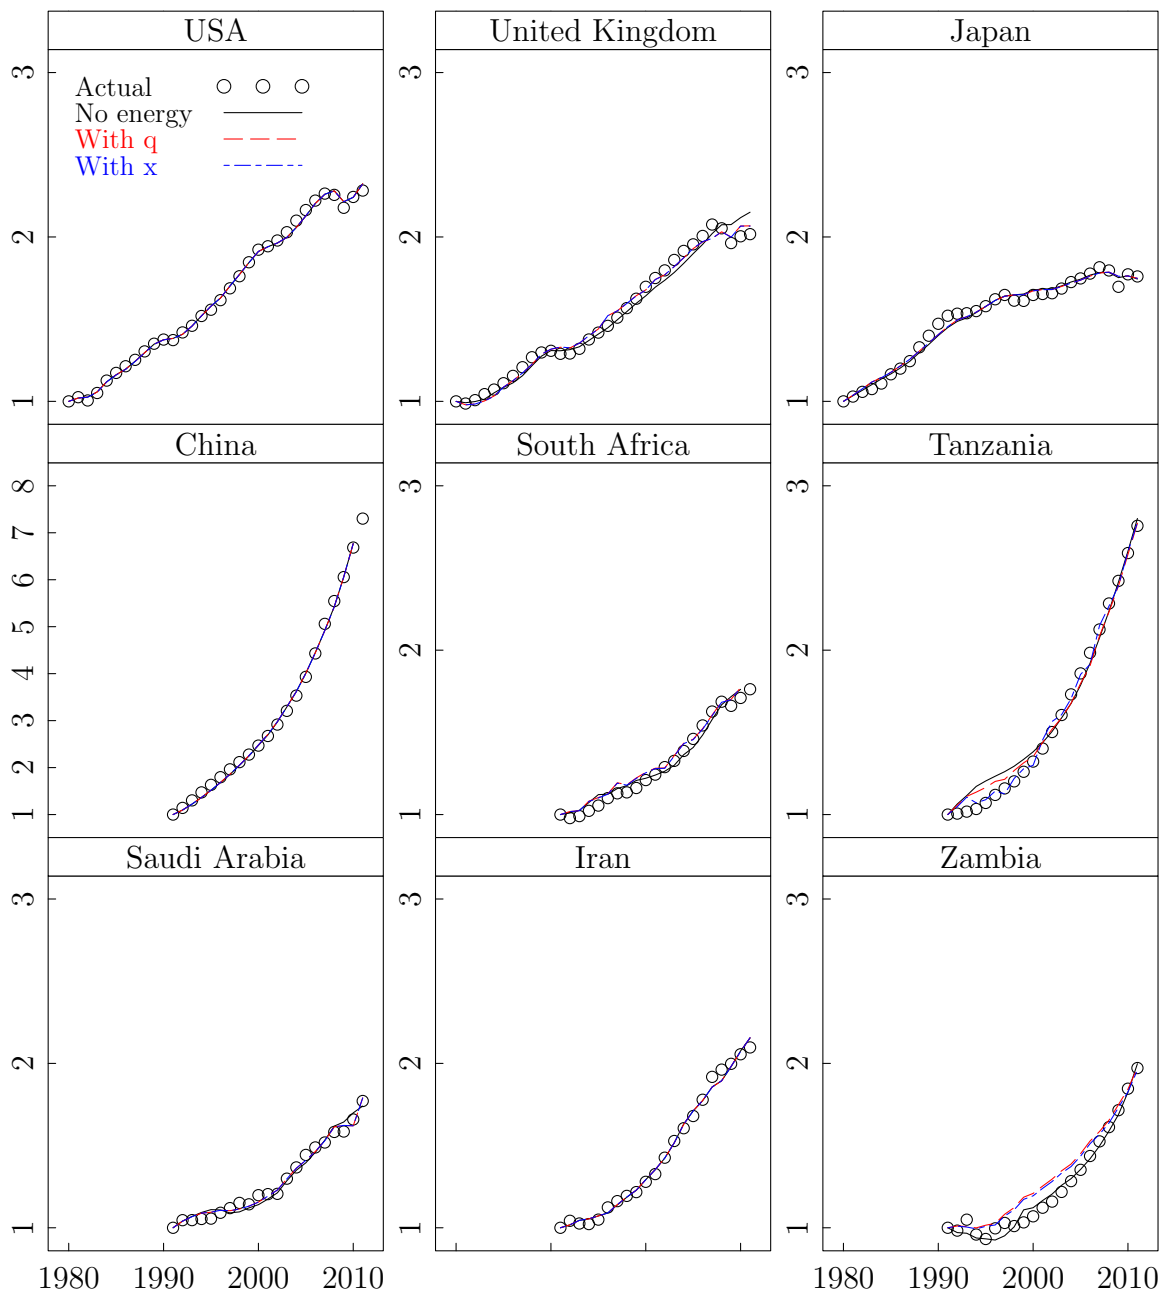 USA United Kingdom Japan
3 3 3
Actual
No energy
With q
With x
2 2 2
1 1 1
China South Africa Tanzania
8 3 3
7
6
5
2 2
4
3
2
1 1 1
Saudi Arabia Iran Zambia
3 3 3
2 2 2
1 1 1
1980 1990 2000 2010 1980 1990 2000 2010